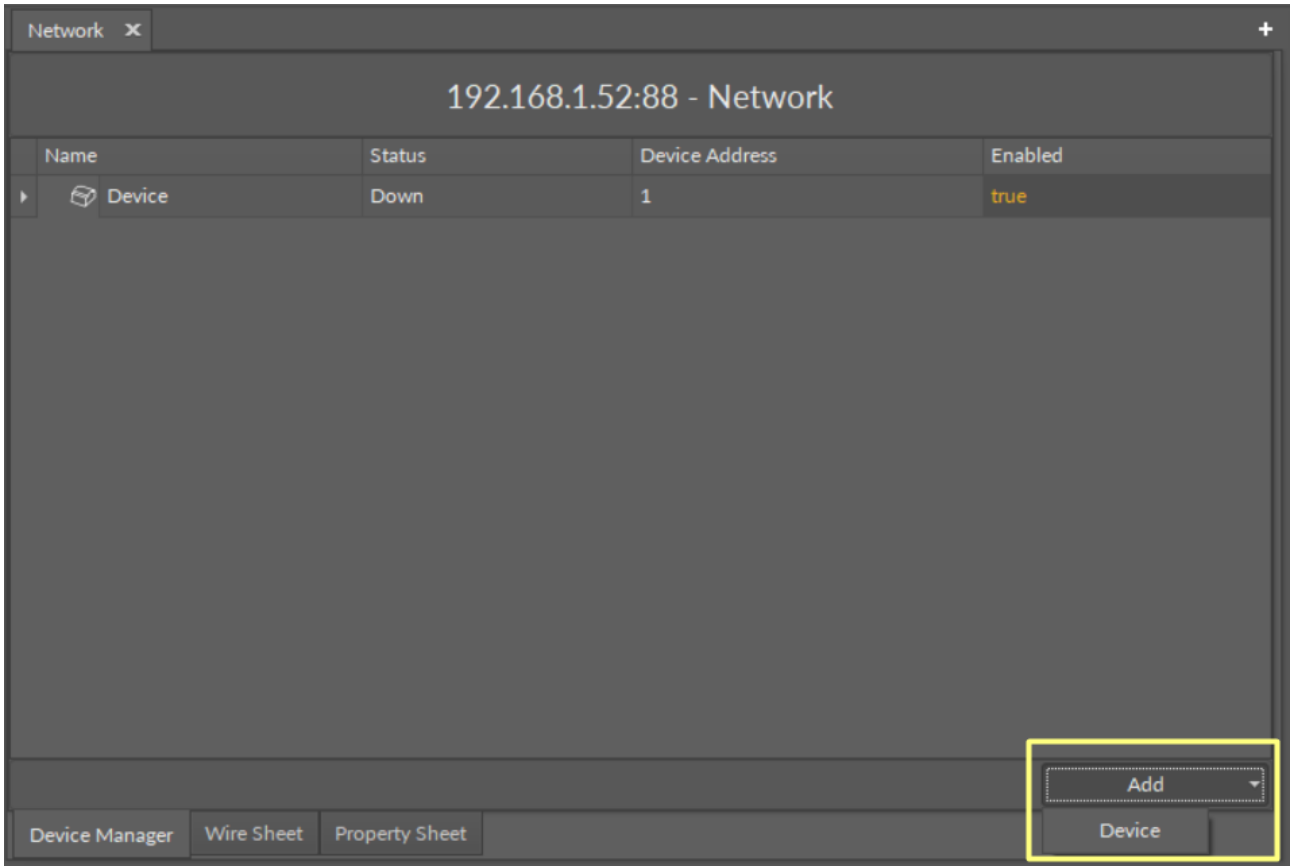 Network
192.168.1.52:88 - Network
Name Status Device Address Enabled
Device Down 1 true
Add
Device Manager Wire Sheet Property Sheet Device